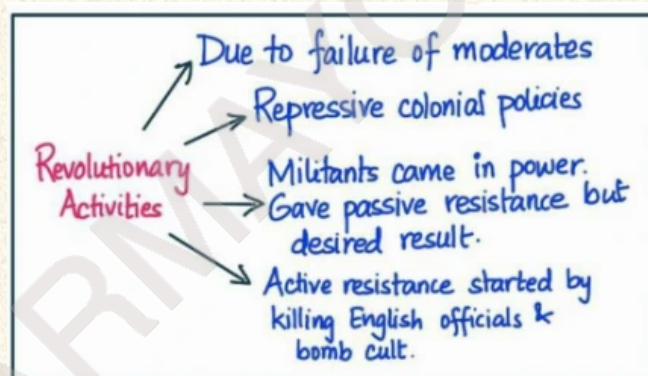 Due to failure of moderates
Repressive colonial policies
Revolutionary
Activities
Militants came in power.
Gave passive resistance but
desired result.
Active resistance started by
killing English officials &
bomb cult.